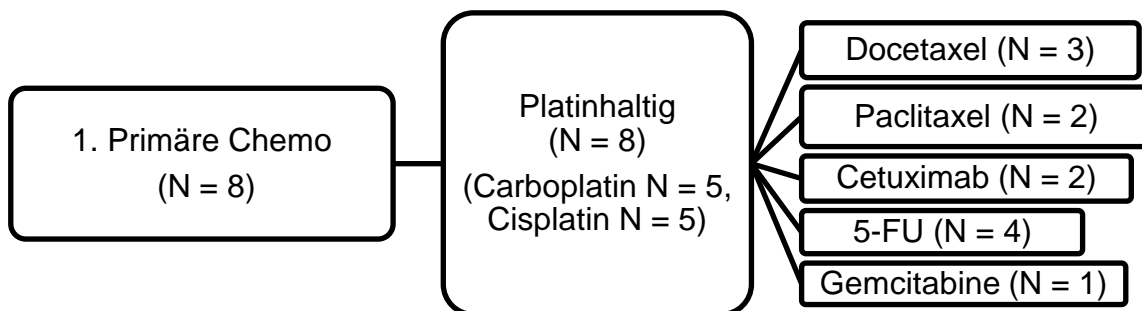 1. Primäre Chemo
(N = 8)
Platinhaltig
(N = 8)
(Carboplatin N = 5,
Cisplatin N = 5)
Docetaxel (N = 3)
Paclitaxel (N = 2)
Cetuximab (N = 2)
5-FU (N = 4)
Gemcitabine (N = 1)